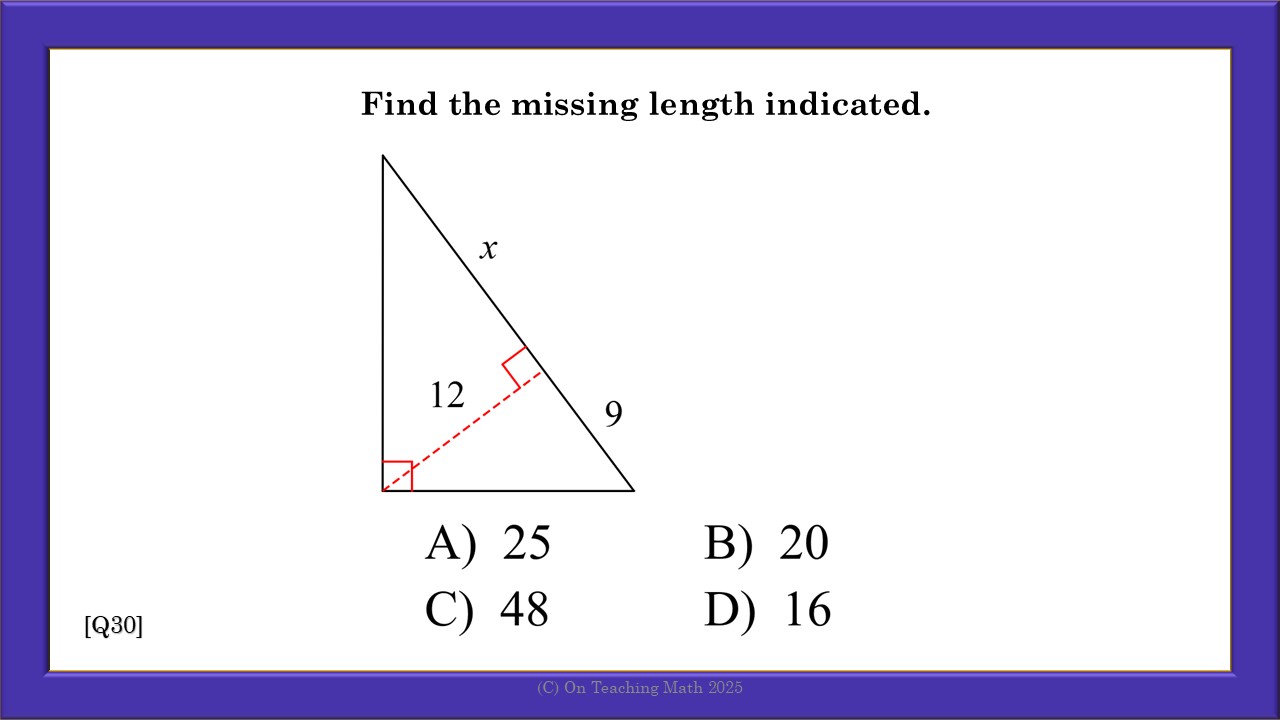 Find the missing length indicated.
x
12
9
A) 25 B) 20
C) 48 D) 16
[Q30]
(C) On Teaching Math 2025